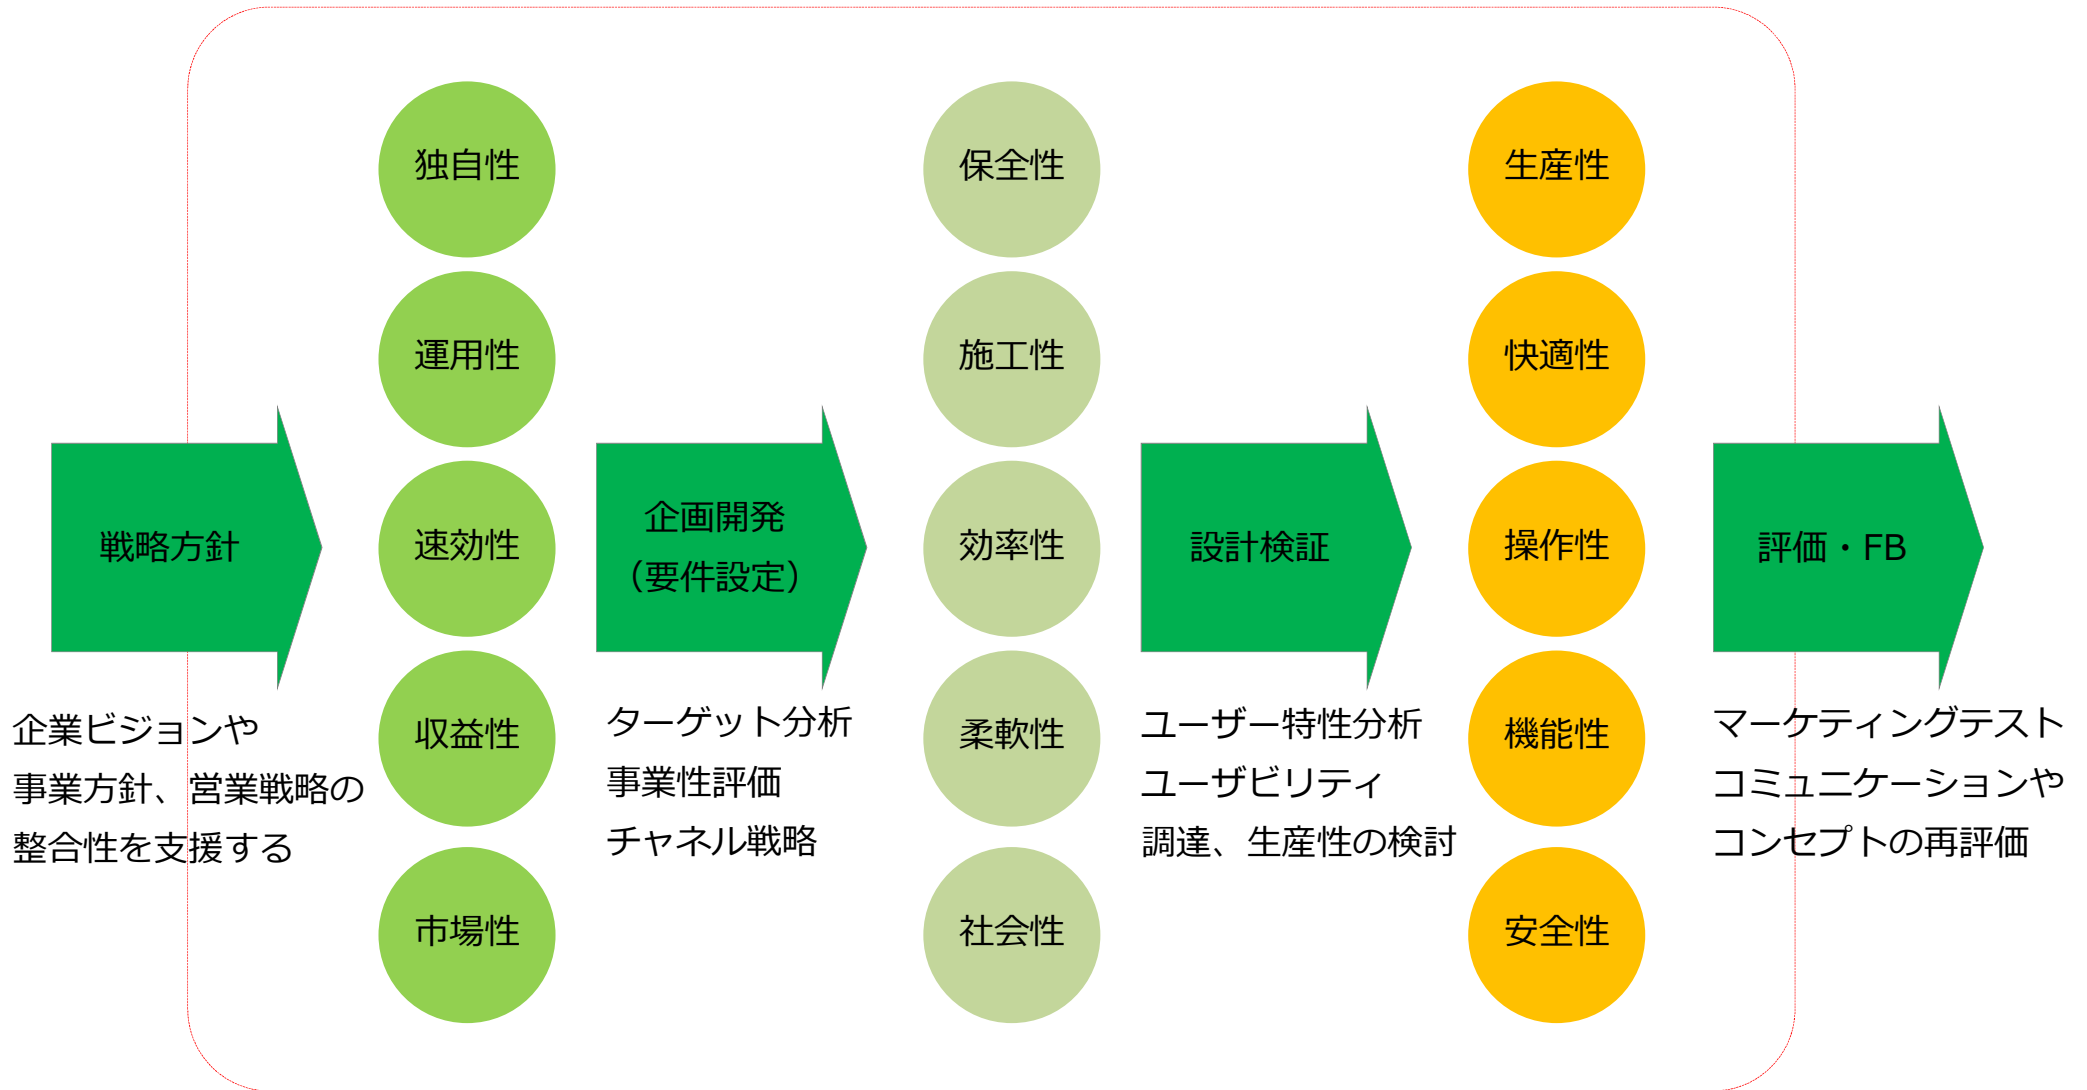 戦略方針
企業ビジョンや
事業方針、営業戦略の
整合性を支援する
独自性
運用性
速効性
収益性
市場性
企画開発
（要件設定）
ターゲット分析
事業性評価
チャネル戦略
保全性
施工性
効率性
柔軟性
社会性
設計検証
ユーザー特性分析
ユーザビリティ
調達、生産性の検討
生産性
快適性
操作性
機能性
安全性
評価・FB
マーケティングテスト
コミュニケーションや
コンセプトの再評価